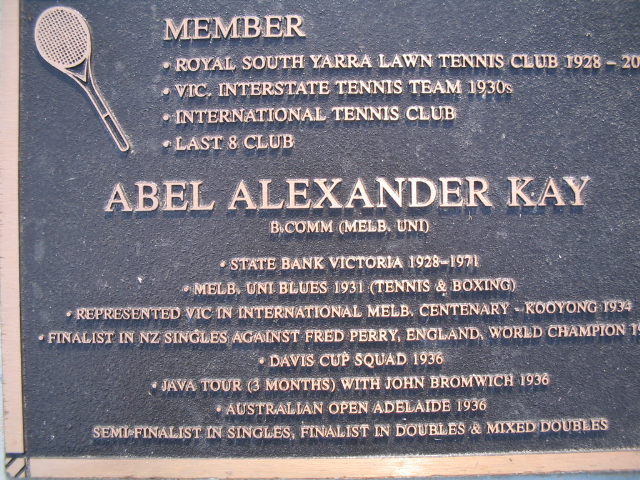 MEMBER
• ROYAL SOUTH YARRA LAWN TENNIS CLUB 1928 –
• VIC. INTERSTATE TENNIS TEAM 1930s
• INTERNATIONAL TENNIS CLUB
• LAST 8 CLUB
ABEL ALEXANDER KAY
B.COMM (MELB. UNI)
• STATE BANK VICTORIA 1928–1971
• MELB. UNI BLUES 1931 (TENNIS & BOXING)
• REPRESENTED VIC IN INTERNATIONAL MELB. CENTENARY – KOOYONG 1934
• FINALIST IN NZ SINGLES AGAINST FRED PERRY, ENGLAND, WORLD CHAMPION
• DAVIS CUP SQUAD 1936
• JAVA TOUR (3 MONTHS) WITH JOHN BROMWICH 1936
• AUSTRALIAN OPEN ADELAIDE 1936
SEMI-FINALIST IN SINGLES, FINALIST IN DOUBLES & MIXED DOUBLES